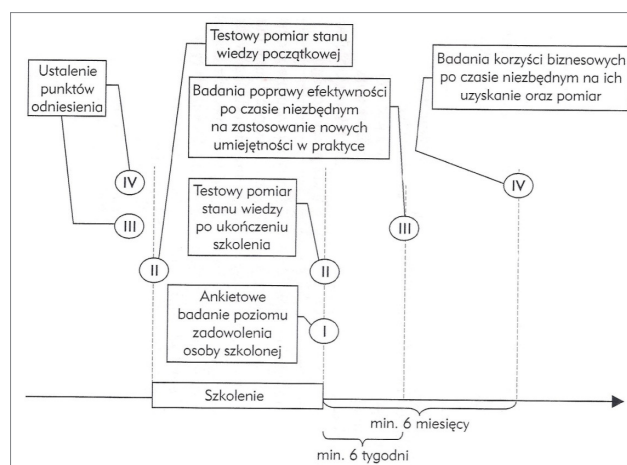 Testowy pomiar stanu
wiedzy początkowej
Ustalenie
punktów
odniesienia
Badania poprawy efektywności
po czasie niezbędnym
na zastosowanie nowych
umiejętności w praktyce
Badania korzyści biznesowych
po czasie niezbędnym na ich
uzyskanie oraz pomiar
IV
III
II
Testowy pomiar
stanu wiedzy
po ukończeniu
szkolenia
II
III
IV
Ankietowe
badanie poziomu
zadowolenia
osoby szkolonej
I
Szkolenie
min. 6 miesięcy
min. 6 tygodni